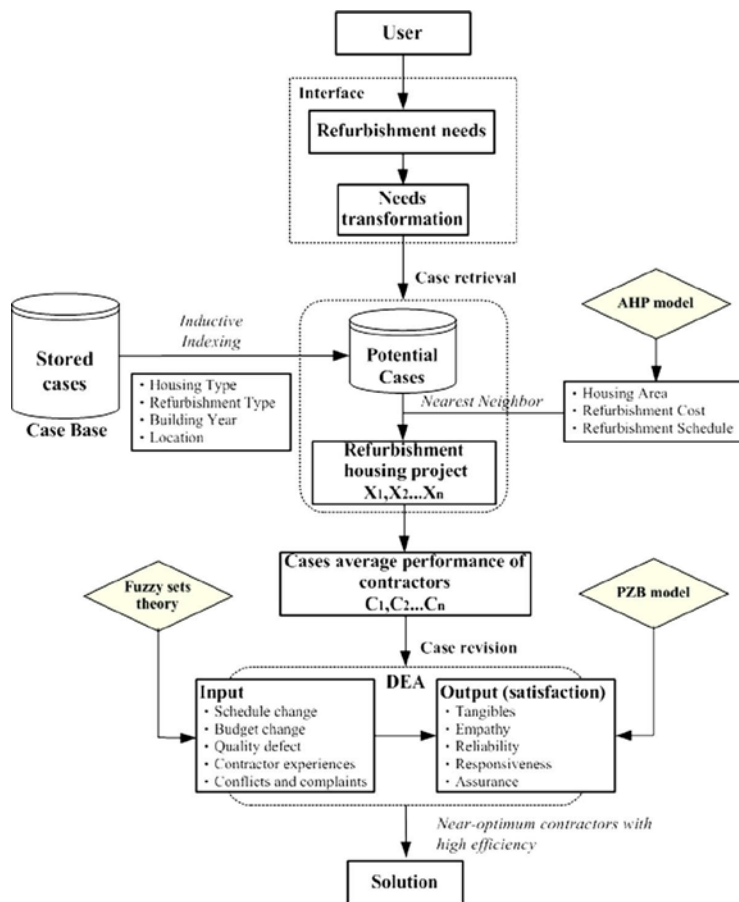 User
Interface
Refurbishment needs
Needs
transformation
Case retrieval
AHP model
Inductive
Indexing
Stored
cases
Case Base
Potential
Cases
・Housing Type
・Refurbishment Type
・Building Year
・Location
Nearest Neighbor
・Housing Area
・Refurbishment Cost
・Refurbishment Schedule
Refurbishment
housing project
X1,X2...Xn
Cases average performance of
contractors
C1,C2...Cn
Fuzzy sets
theory
PZB model
Case revision
DEA
Input
・Schedule change
・Budget change
・Quality defect
・Contractor experiences
・Conflicts and complaints
Output (satisfaction)
・Tangibles
・Empathy
・Reliability
・Responsiveness
・Assurance
Near-optimum contractors with
high efficiency
Solution